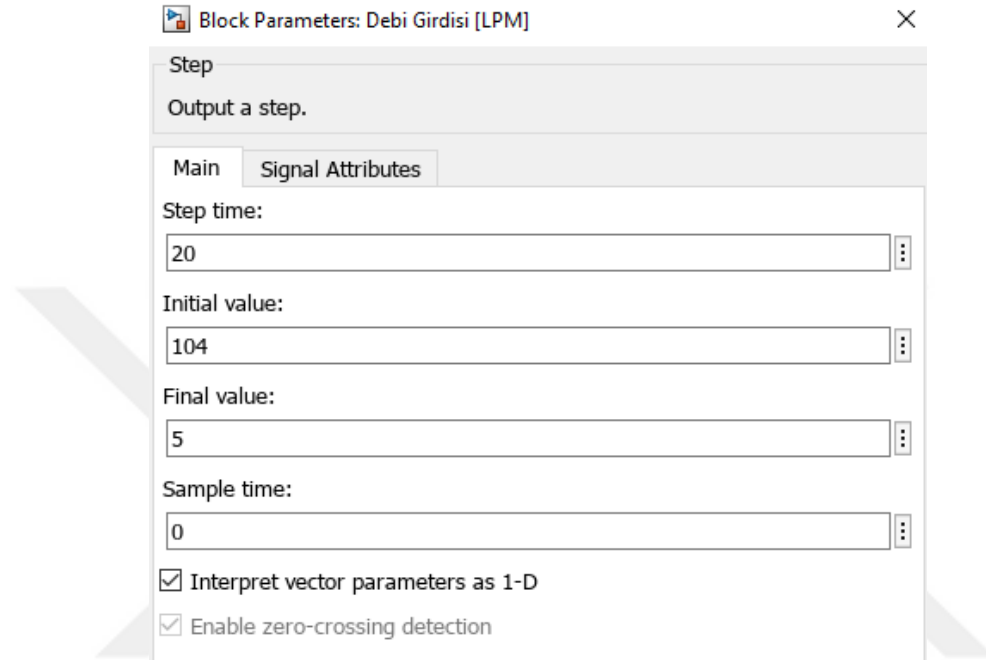 Block Parameters: Debi Girdisi [LPM]
Step
Output a step.
Main
Signal Attributes
Step time:
20
Initial value:
104
Final value:
5
Sample time:
0
Interpret vector parameters as 1-D
Enable zero-crossing detection